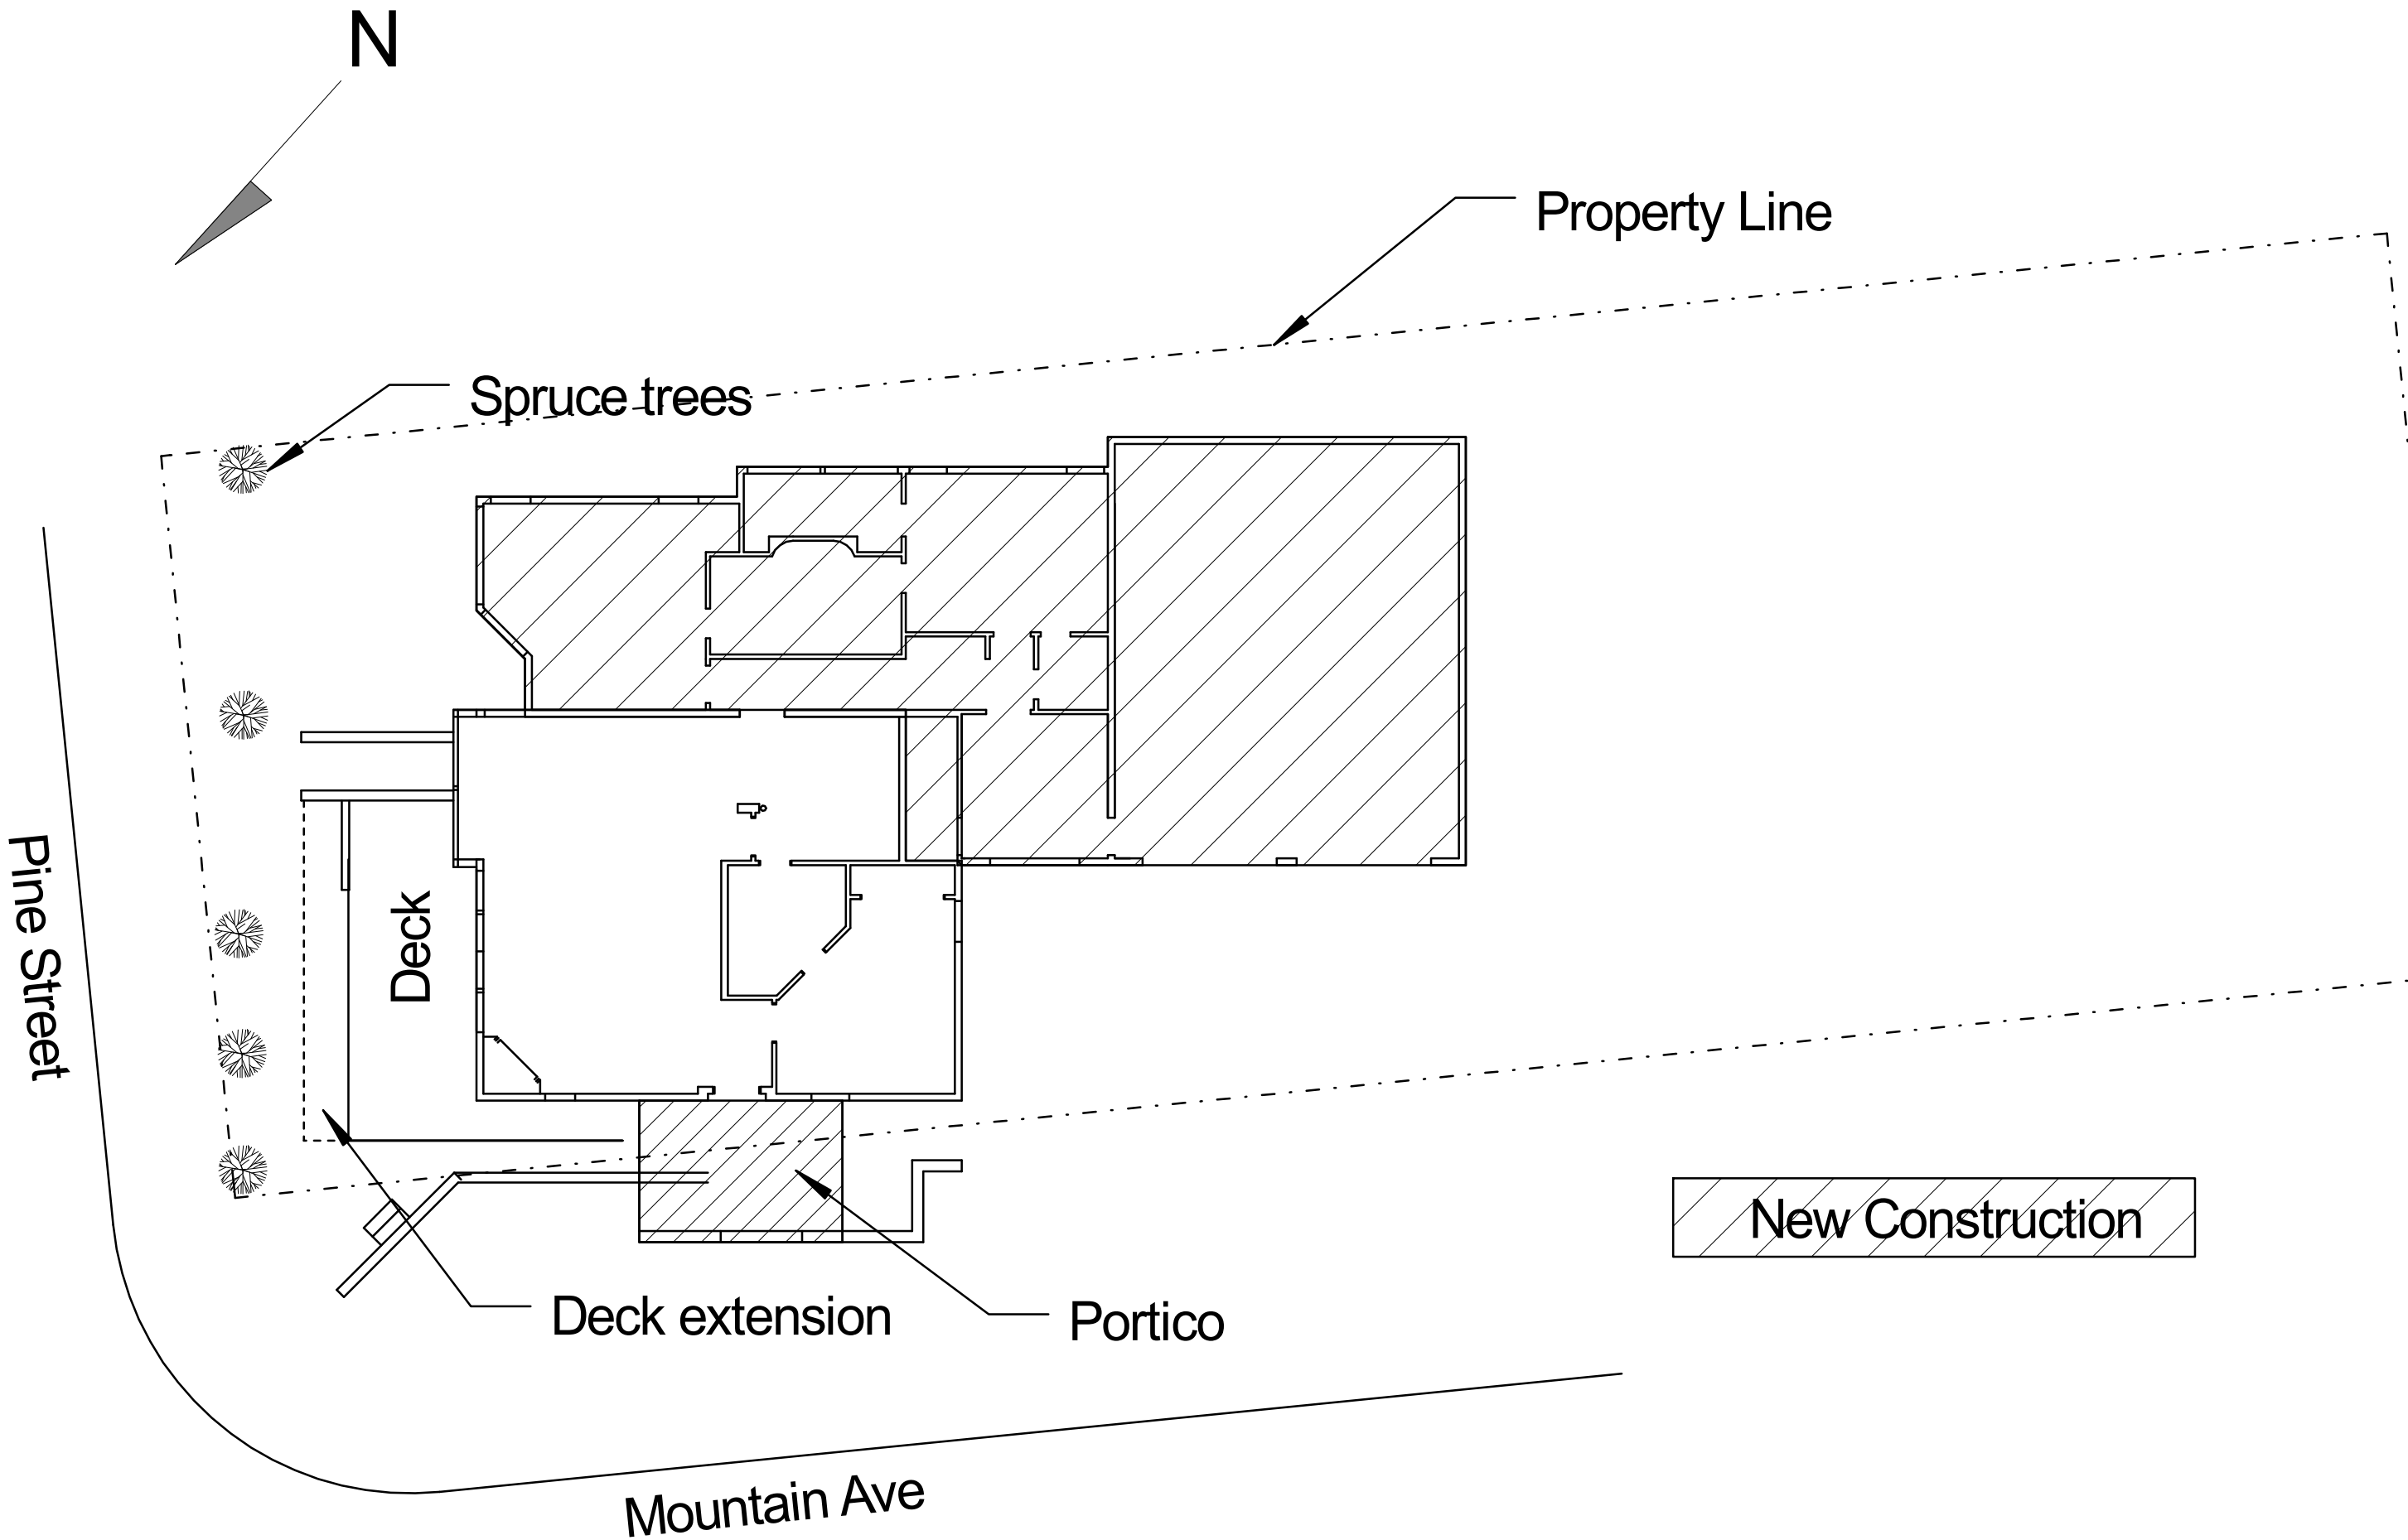 N
Property Line
Spruce trees
Pine Street
Deck
New Construction
Deck extension
Portico
Mountain Ave